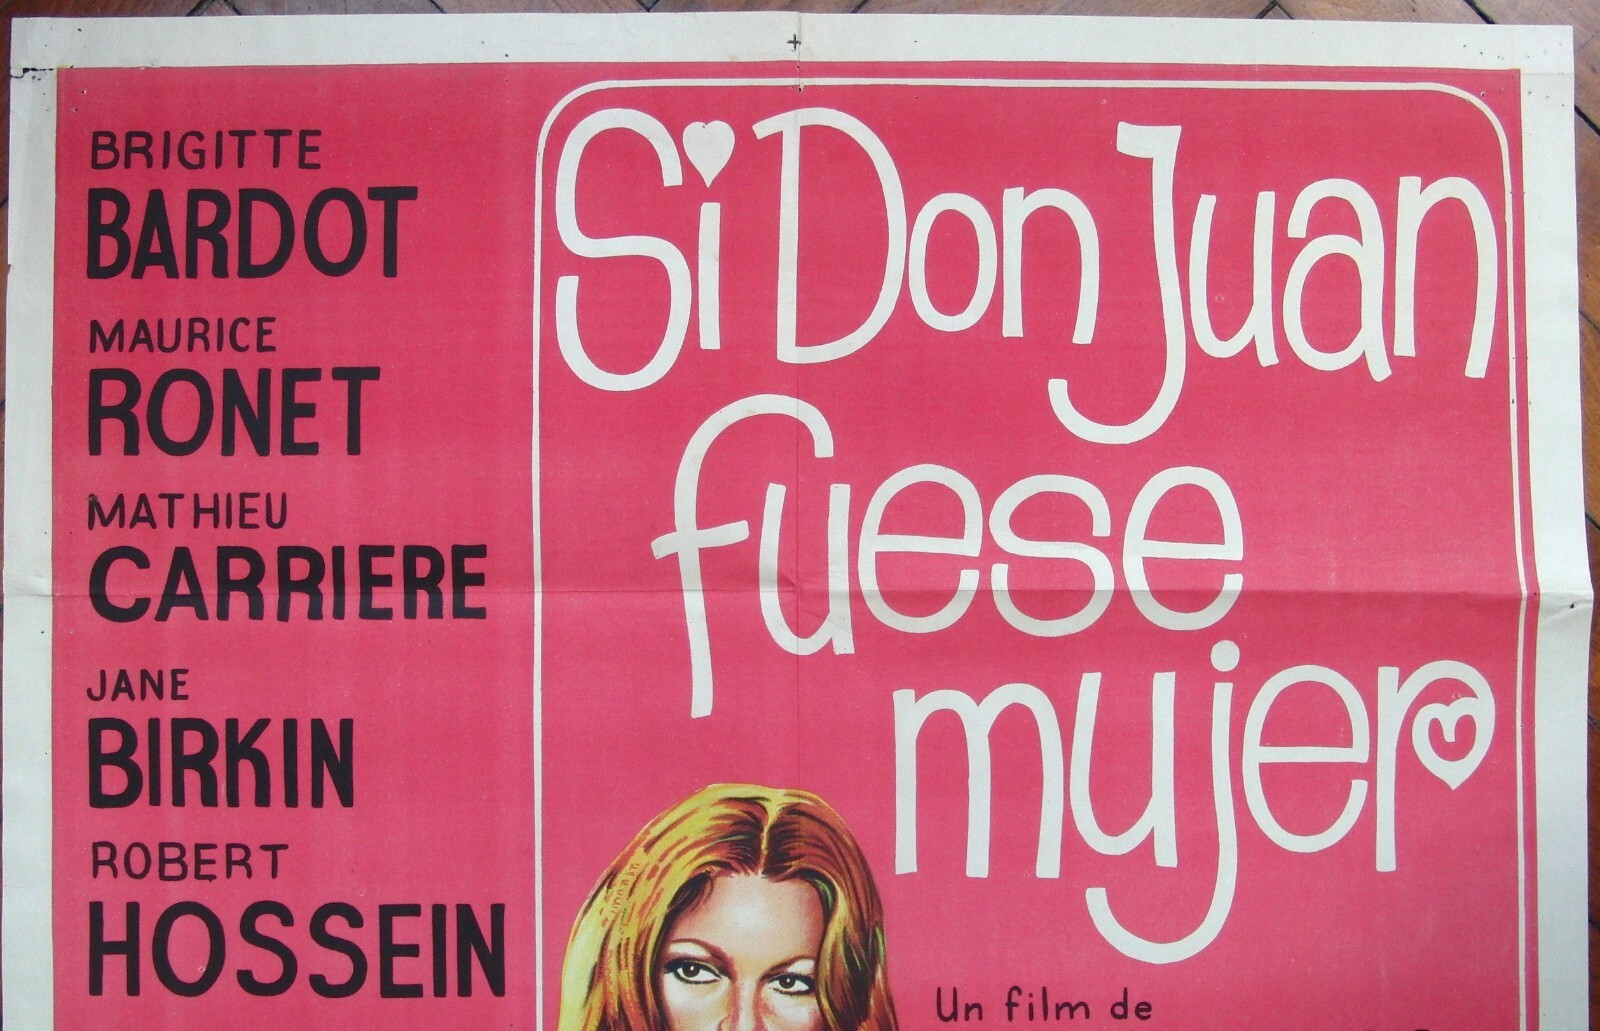 BRIGITTE
BARDOT
MAURICE
RONET
MATHIEU
CARRIERE
JANE
BIRKIN
ROBERT
HOSSEIN
Si Don Juan
fuese
mujer
Un film de